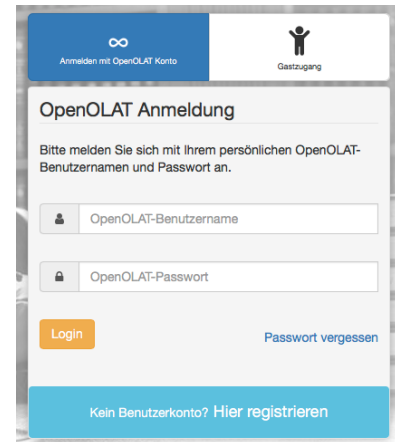 Anmelden mit OpenOLAT Konto
Gastzugang
OpenOLAT Anmeldung
Bitte melden Sie sich mit Ihrem persönlichen OpenOLAT-
Benutzernamen und Passwort an.
OpenOLAT-Benutzername
OpenOLAT-Passwort
Login
Passwort vergessen
Kein Benutzerkonto? Hier registrieren